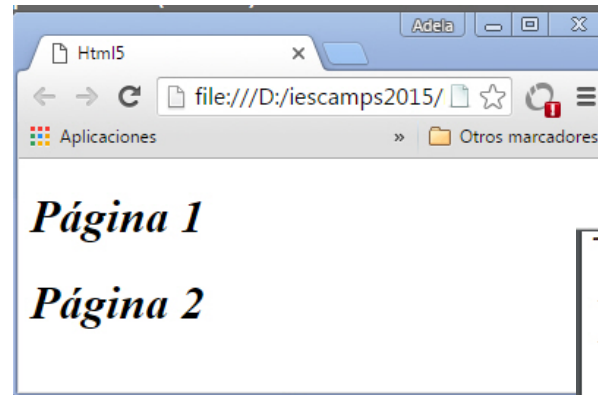 Adela
Html5
file:///D:/iescamps2015/
Aplicaciones
» Otros marcadores
Página 1
Página 2